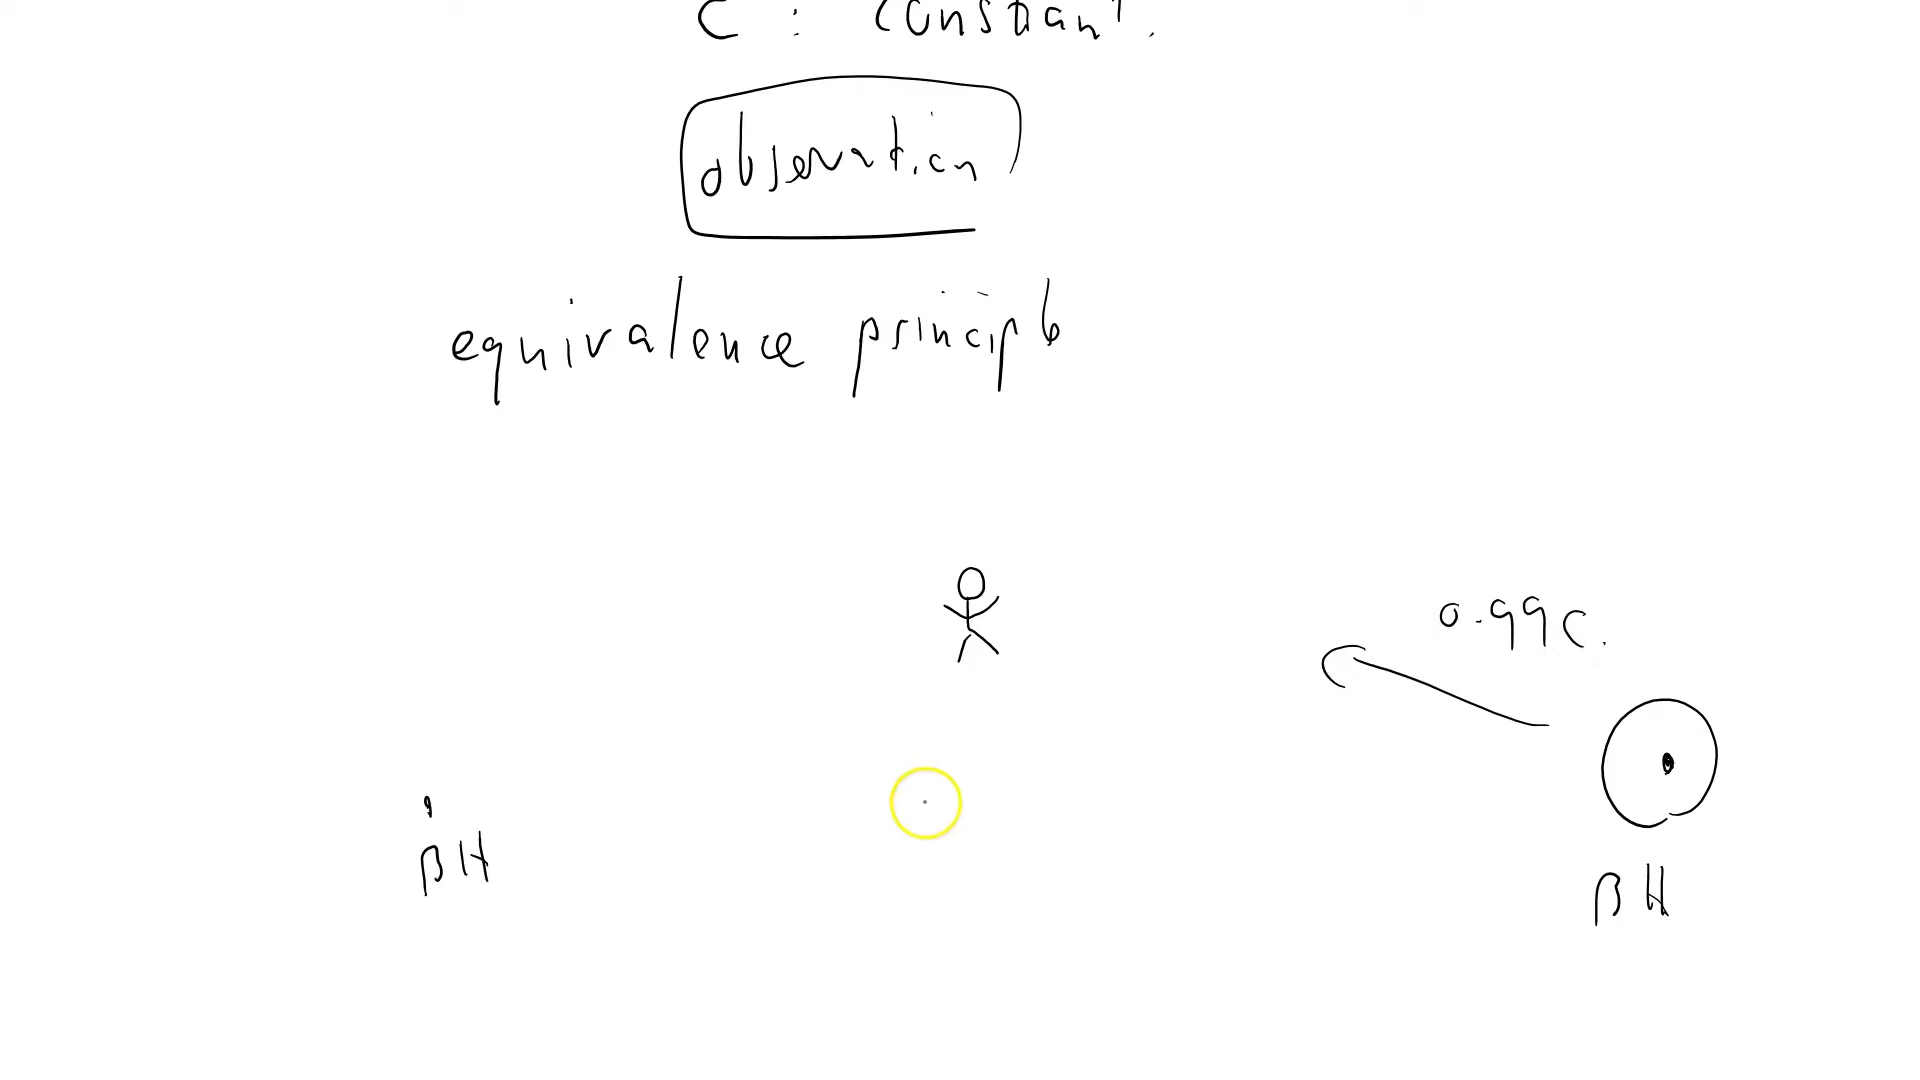 C : constant.
observation
equivalence principle
0.99c.
BH
BH